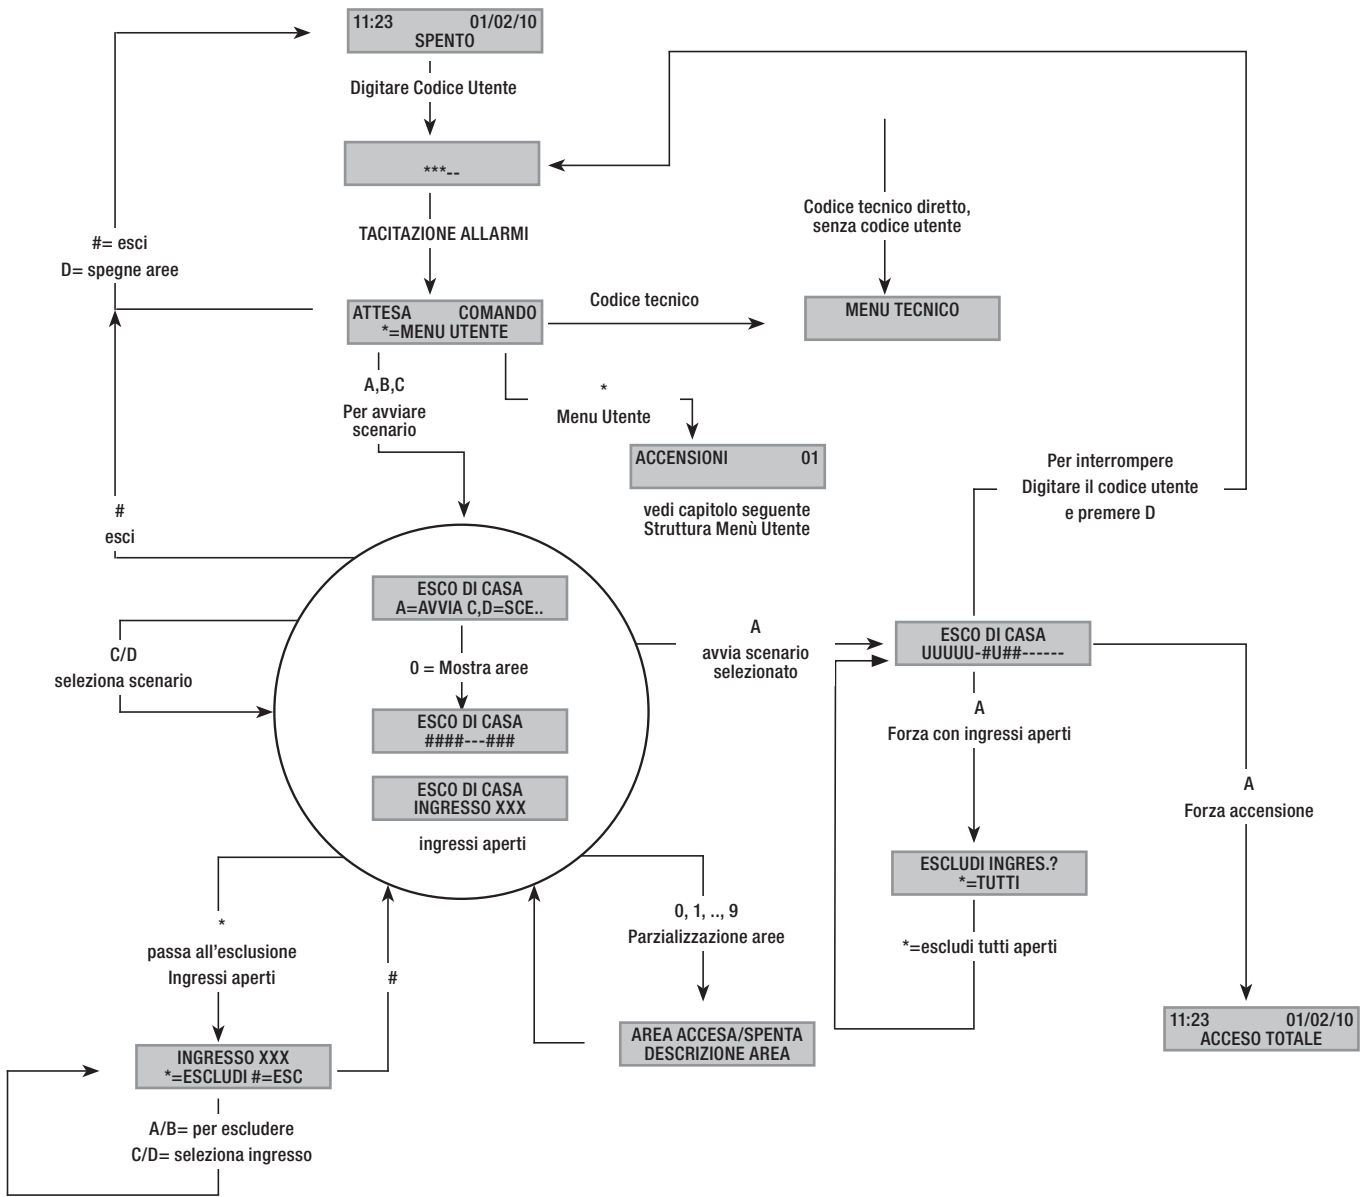 11:23 01/02/10
SPENTO
Digitare Codice Utente
***--
TACITAZIONE ALLARMI
#= esci
D= spegne aree
ATTESA COMANDO
*=MENU UTENTE
Codice tecnico
Codice tecnico diretto,
senza codice utente
MENU TECNICO
A,B,C
Per avviare
scenario
*
Menu Utente
ACCENSIONI 01
vedi capitolo seguente
Struttura Menù Utente
Per interrompere
Digitare il codice utente
e premere D
#
esci
ESCO DI CASA
A=AVVIA C,D=SCE..
0 = Mostra aree
ESCO DI CASA
####---###
ESCO DI CASA
INGRESSO XXX
ingressi aperti
C/D
seleziona scenario
A
avvia scenario
selezionato
ESCO DI CASA
UUUUU-#U##------
A
Forza con ingressi aperti
A
Forza accensione
ESCLUDI INGRES.?
*=TUTTI
*=escludi tutti aperti
11:23 01/02/10
ACCESO TOTALE
*
passa all'esclusione
Ingressi aperti
#
0, 1, .., 9
Parzializzazione aree
AREA ACCESA/SPENTA
DESCRIZIONE AREA
INGRESSO XXX
*=ESCLUDI #=ESC
A/B= per escludere
C/D= seleziona ingresso